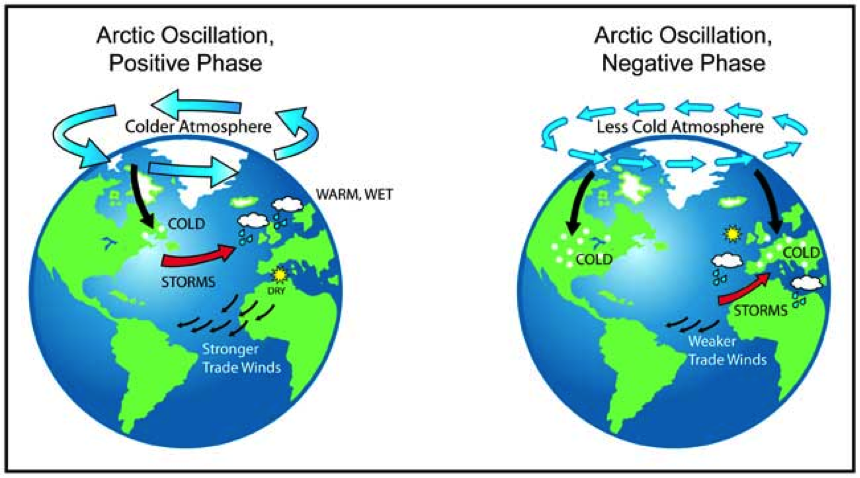 Arctic Oscillation,
Positive Phase
Colder Atmosphere
WARM, WET
COLD
STORMS
DRY
Stronger
Trade Winds
Arctic Oscillation,
Negative Phase
Less Cold Atmosphere
COLD
COLD
STORMS
Weaker
Trade Winds